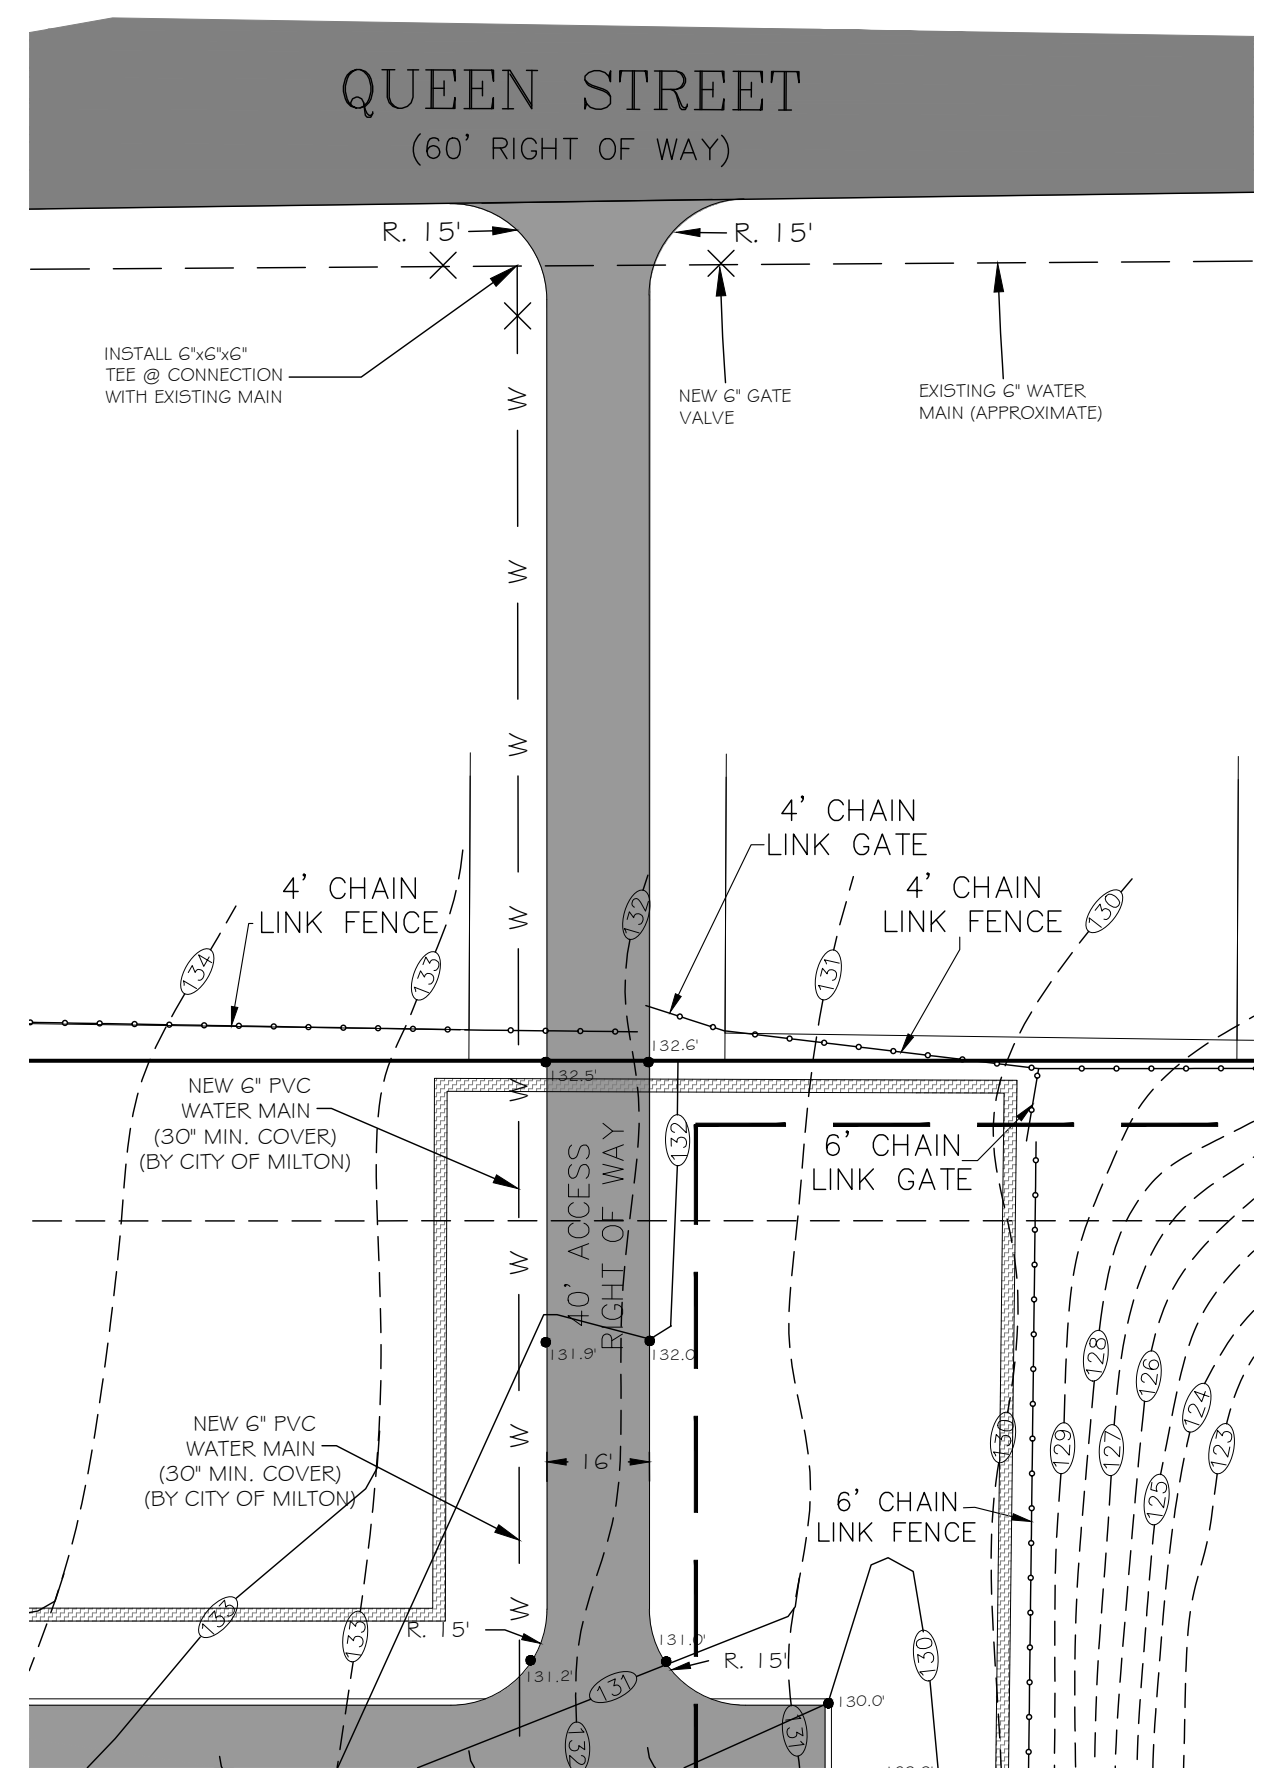 QUEEN STREET
(60' RIGHT OF WAY)
R. 15'
R. 15'
INSTALL 6"x6"x6"
TEE @ CONNECTION
WITH EXISTING MAIN
NEW 6" GATE
VALVE
EXISTING 6" WATER
MAIN (APPROXIMATE)
W
W
W
4' CHAIN
LINK GATE
4' CHAIN
LINK FENCE
4' CHAIN
LINK FENCE
W
132
130
134
133
131
132.6'
132.5'
NEW 6" PVC
WATER MAIN
(30" MIN. COVER)
(BY CITY OF MILTON)
W
132
6' CHAIN
LINK GATE
40' ACCESS
RIGHT OF WAY
W
131.9'
132.0
128
126
124
NEW 6" PVC
WATER MAIN
(30" MIN. COVER)
(BY CITY OF MILTON)
W
16'
130
129
127
123
125
6' CHAIN
LINK FENCE
133
133
W
R. 15'
131.0'
R. 15'
131.2'
130
131
130.0'
132
131